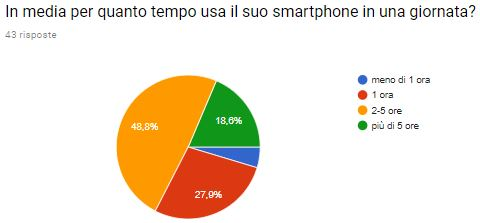 In media per quanto tempo usa il suo smartphone in una giornata?
43 risposte
meno di 1 ora
1 ora
2-5 ore
più di 5 ore
48,8%
18,6%
27,9%